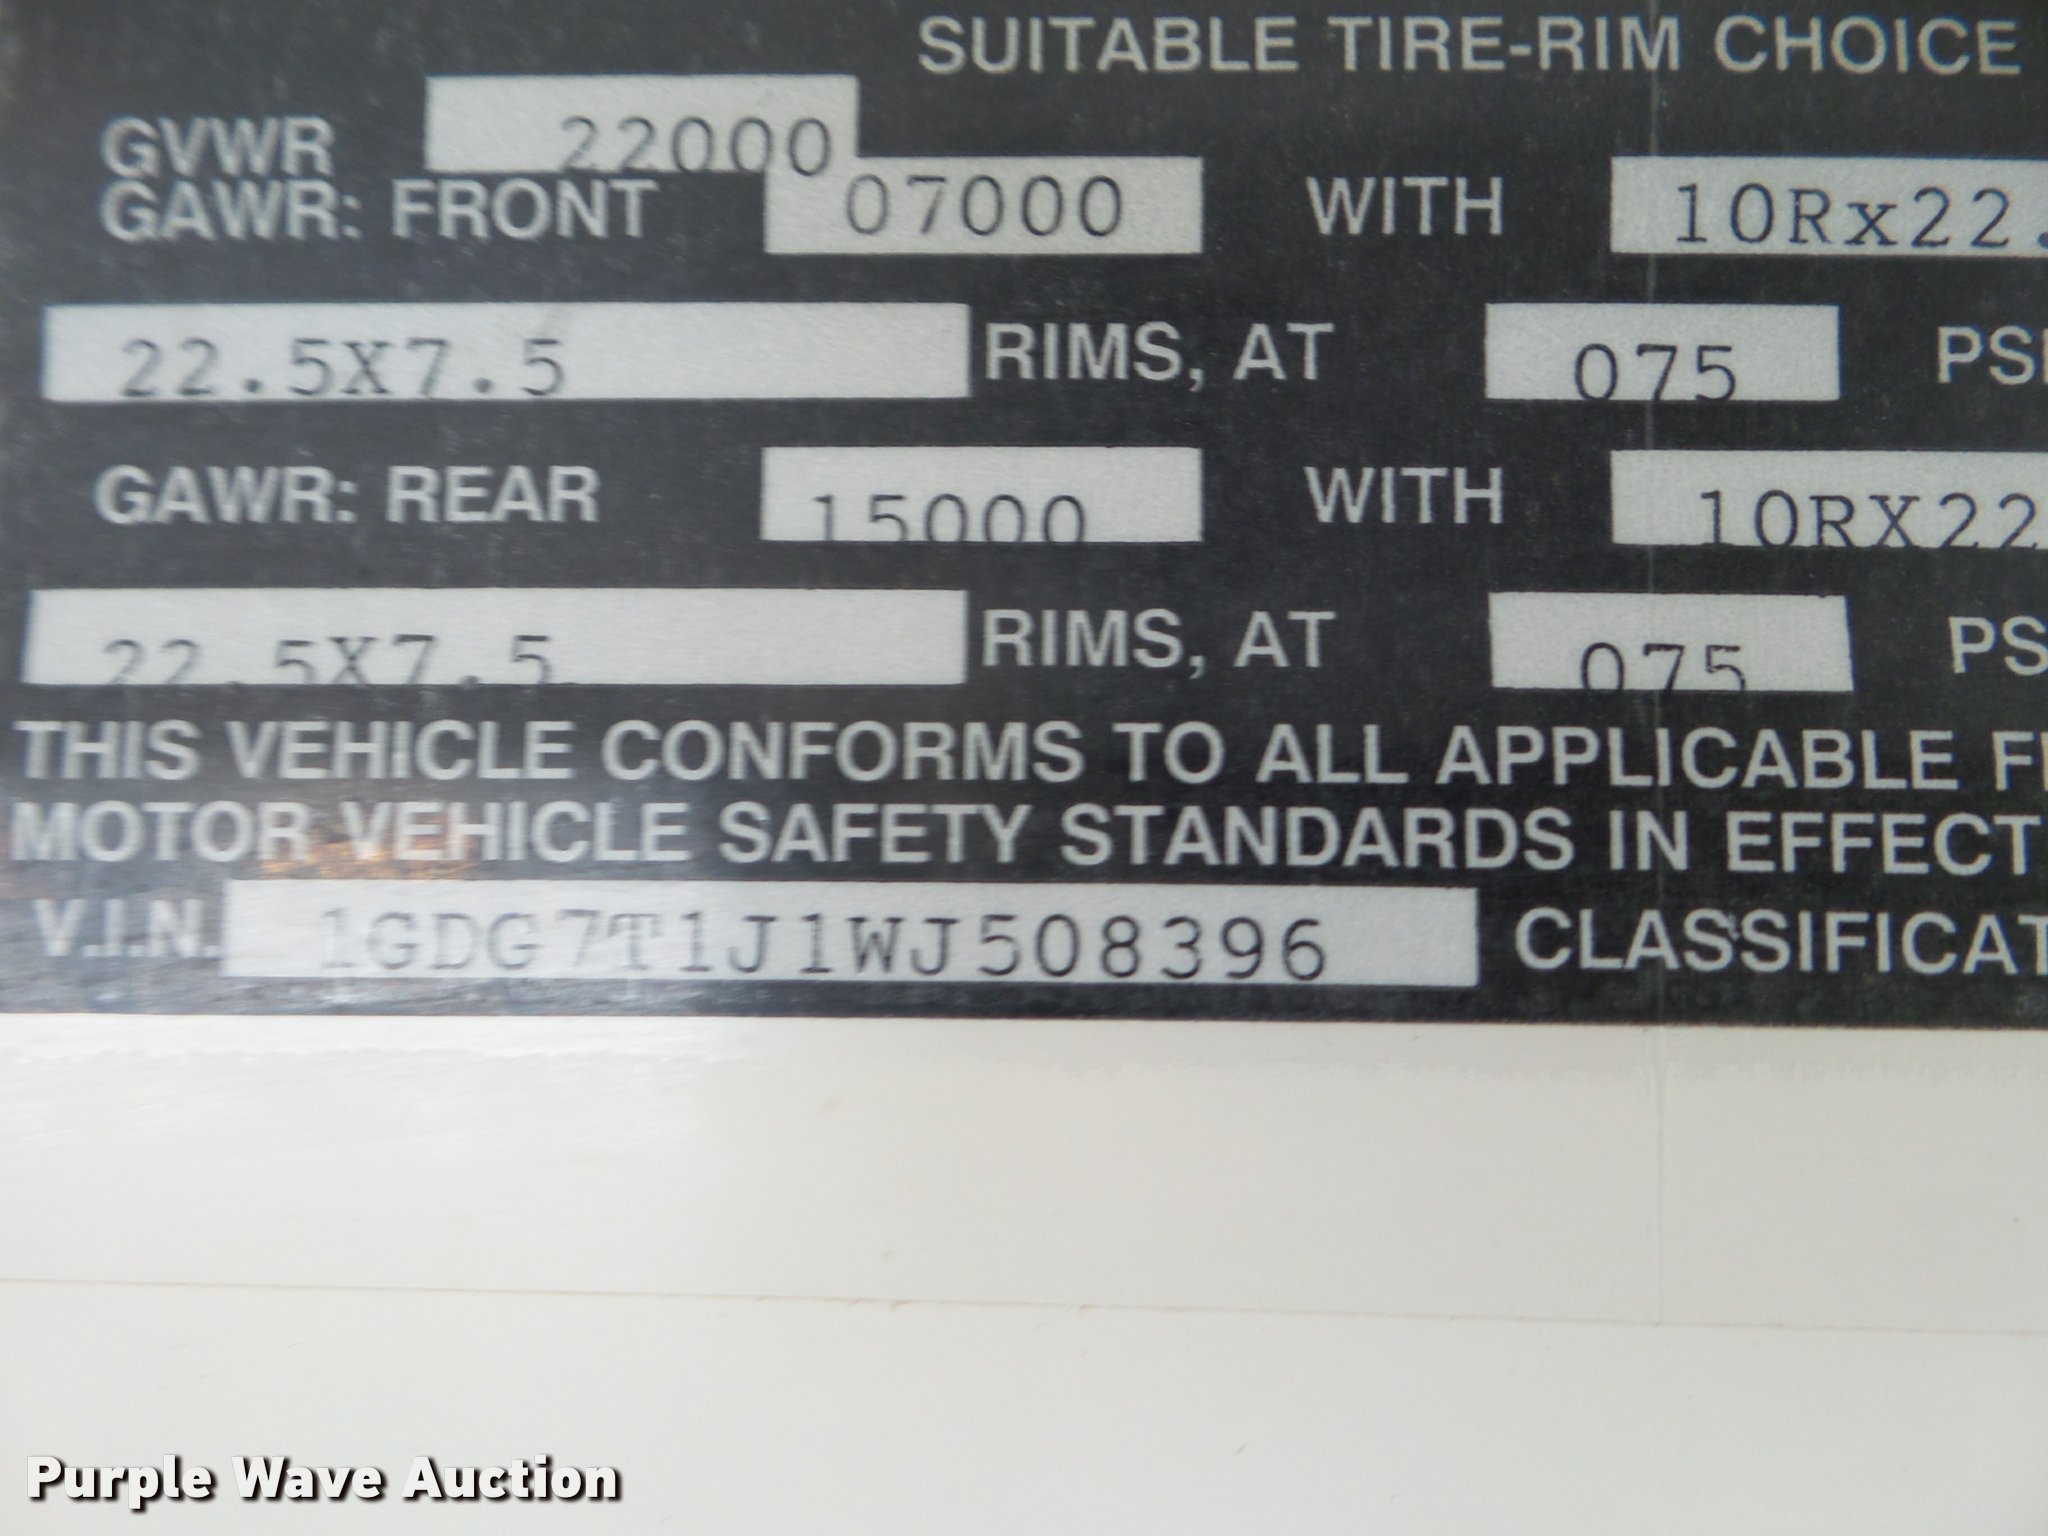 SUITABLE TIRE-RIM CHOICE
GVWR 22000
GAWR: FRONT 07000 WITH 10Rx22.
22.5X7.5 RIMS, AT 075 PSI
GAWR: REAR 15000 WITH 10RX22
22.5X7.5 RIMS, AT 075 PS
THIS VEHICLE CONFORMS TO ALL APPLICABLE F
MOTOR VEHICLE SAFETY STANDARDS IN EFFECT
V.I.N. 1GDG7T1J1WJ508396 CLASSIFICAT
Purple Wave Auction